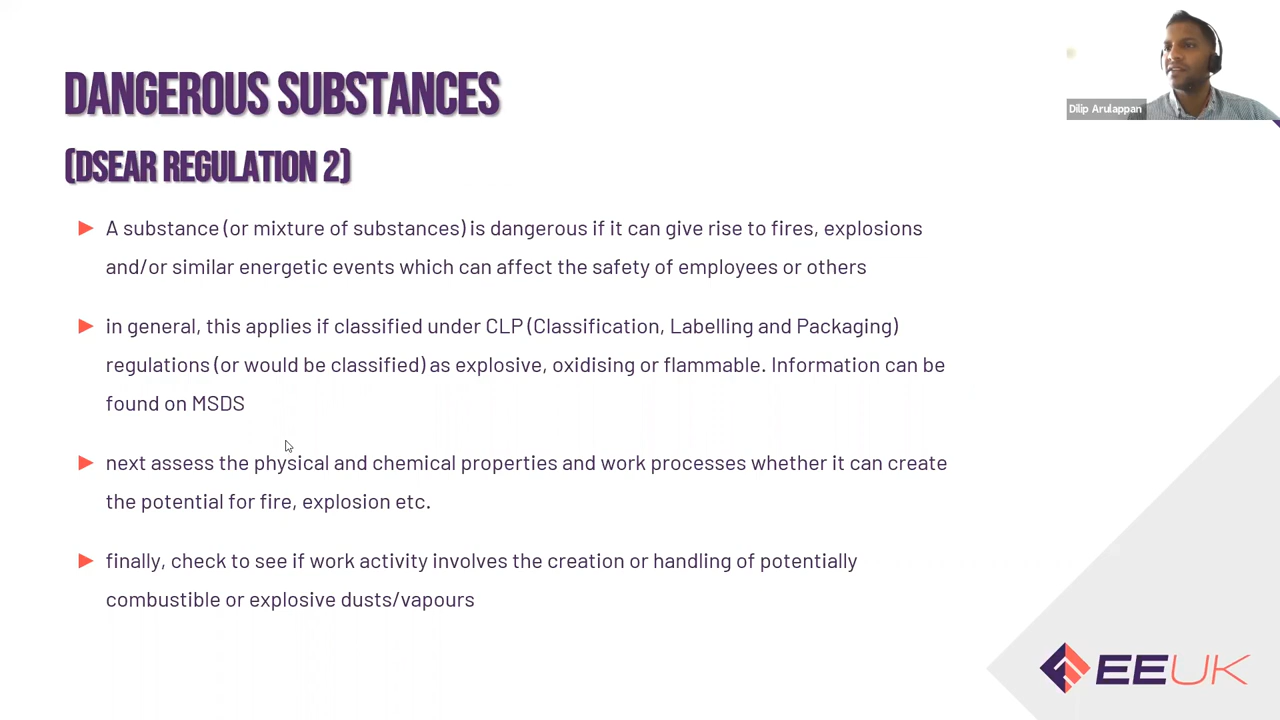 DANGEROUS SUBSTANCES
(DSEAR REGULATION 2)
Dilip Arulappan
A substance (or mixture of substances) is dangerous if it can give rise to fires, explosions
and/or similar energetic events which can affect the safety of employees or others
in general, this applies if classified under CLP (Classification, Labelling and Packaging)
regulations (or would be classified) as explosive, oxidising or flammable. Information can be
found on MSDS
next assess the physical and chemical properties and work processes whether it can create
the potential for fire, explosion etc.
finally, check to see if work activity involves the creation or handling of potentially
combustible or explosive dusts/vapours
EEUK